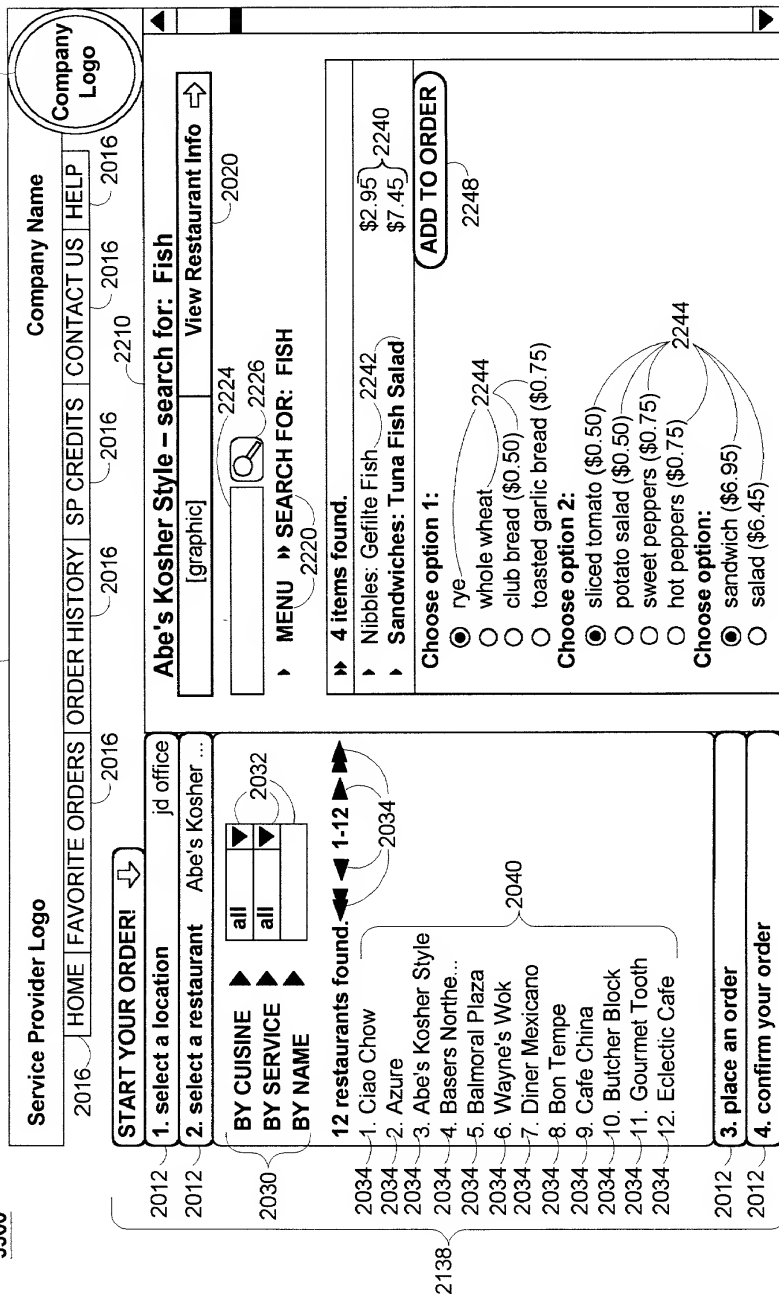 Service Provider Logo Company Name Company Logo
2016 HOME FAVORITE ORDERS ORDER HISTORY SP CREDITS CONTACT US HELP 2016
2016 2016 2016 2016
START YOUR ORDER!
2012 1. select a location jd office
2012 2. select a restaurant Abe's Kosher ...
2030 BY CUISINE all
BY SERVICE all 2032
BY NAME
12 restaurants found. 1-12
2034
2034 1. Ciao Chow
2034 2. Azure
2034 3. Abe's Kosher Style
2034 4. Basers Northe...
2034 5. Balmoral Plaza
2034 6. Wayne's Wok
2034 7. Diner Mexicano
2034 8. Bon Tempe
2034 9. Cafe China
2034 10. Butcher Block
2034 11. Gourmet Tooth
2034 12. Eclectic Cafe
2040
2012 3. place an order
2012 4. confirm your order
2138
2210
Abe's Kosher Style – search for: Fish
[graphic] View Restaurant Info
2020
2224
2226
MENU » SEARCH FOR: FISH
2220
» 4 items found.
Nibbles: Gefilte Fish 2242 $2.95
Sandwiches: Tuna Fish Salad $7.45 2240
Choose option 1: ADD TO ORDER
2248
rye
whole wheat 2244
club bread ($0.50)
toasted garlic bread ($0.75)
Choose option 2:
sliced tomato ($0.50)
potato salad ($0.50)
sweet peppers ($0.75)
hot peppers ($0.75) 2244
Choose option:
sandwich ($6.95)
salad ($6.45)